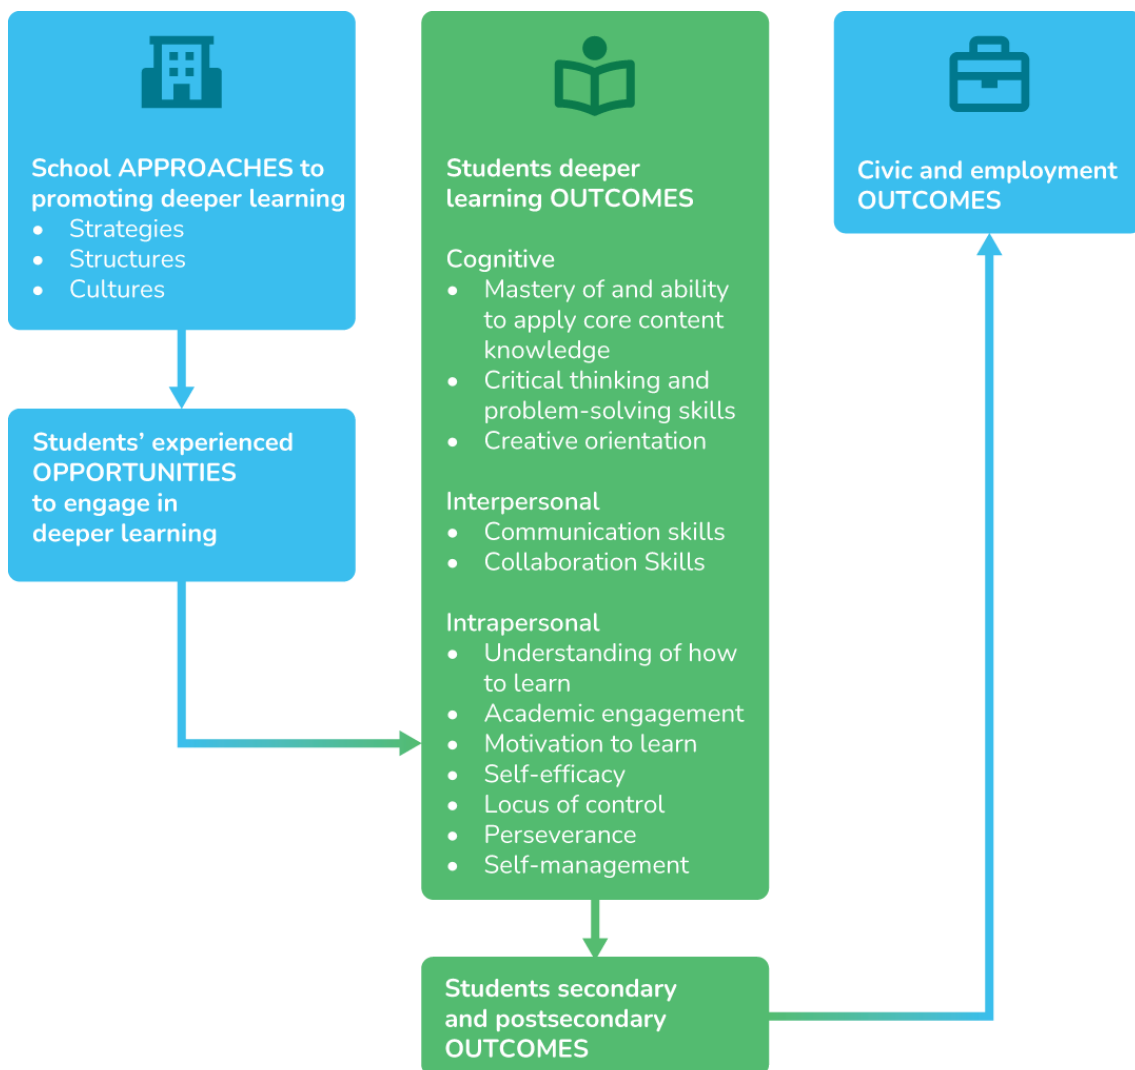 School APPROACHES to
promoting deeper learning
• Strategies
• Structures
• Cultures
Students’ experienced
OPPORTUNITIES
to engage in
deeper learning
Students deeper
learning OUTCOMES
Cognitive
• Mastery of and ability
to apply core content
knowledge
• Critical thinking and
problem-solving skills
• Creative orientation
Interpersonal
• Communication skills
• Collaboration Skills
Intrapersonal
• Understanding of how
to learn
• Academic engagement
• Motivation to learn
• Self-efficacy
• Locus of control
• Perseverance
• Self-management
Students secondary
and postsecondary
OUTCOMES
Civic and employment
OUTCOMES